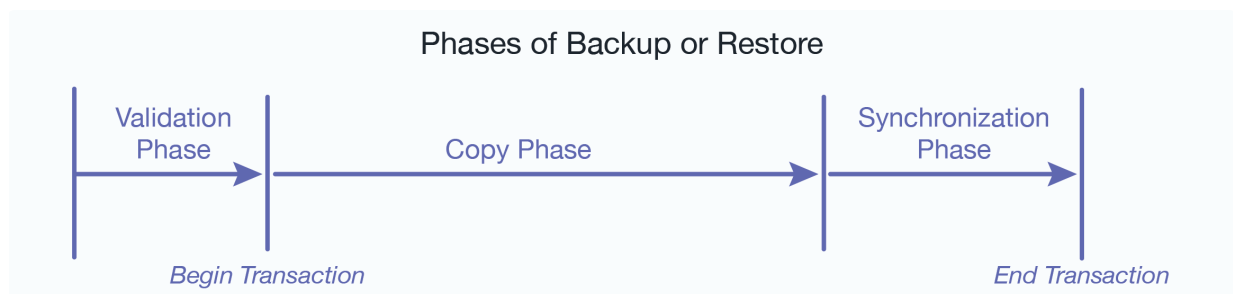 Phases of Backup or Restore
Validation
Phase
Copy Phase
Synchronization
Phase
Begin Transaction
End Transaction